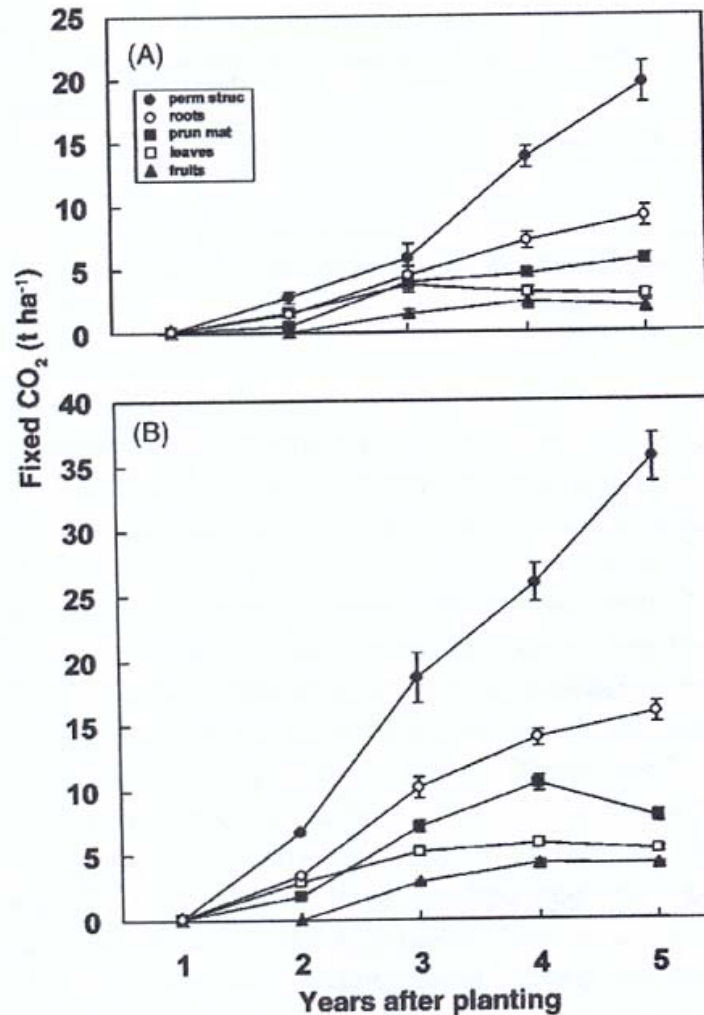 25
(A)
perm struc
roots
prun mat
leaves
fruits
20
15
10
5
0
Fixed CO₂ (t ha⁻¹)
40
(B)
35
30
25
20
15
10
5
0
1 2 3 4 5
Years after planting